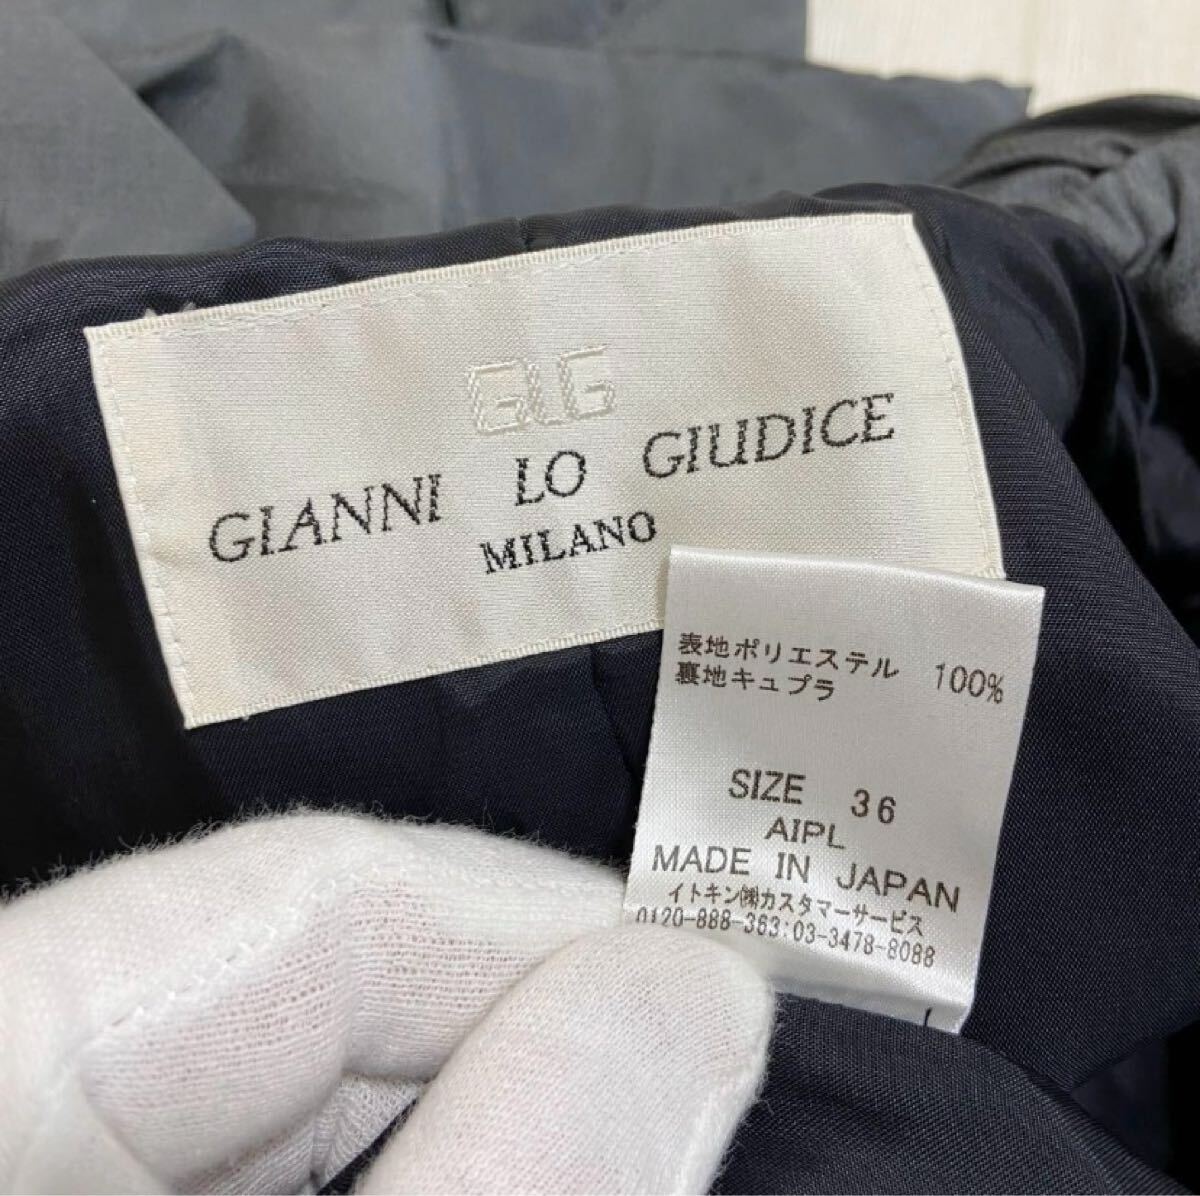 GLG
GIANNI LO GIUDICE
MILANO
表地ポリエステル 100%
裏地キュプラ
SIZE 36
AIPL
MADE IN JAPAN
イトキン㈱カスタマーサービス
0120-888-363:03-3478-8088